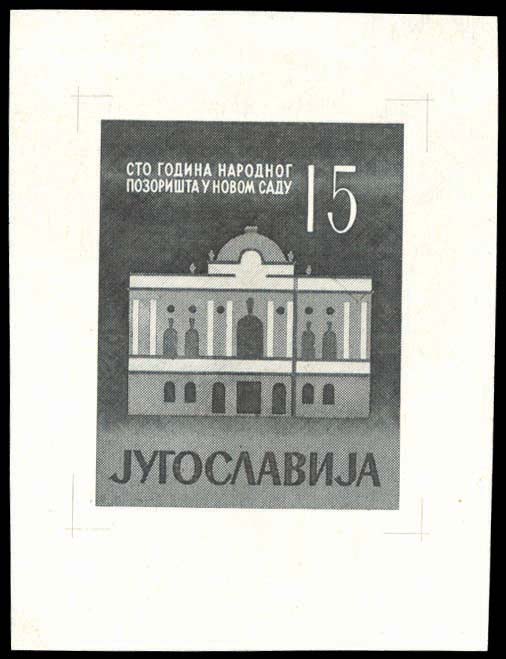 СТО ГОДИНА НАРОДНОГ
ПОЗОРИШТА У НОВОМ САДУ
15
ЈУГОСЛАВИЈА